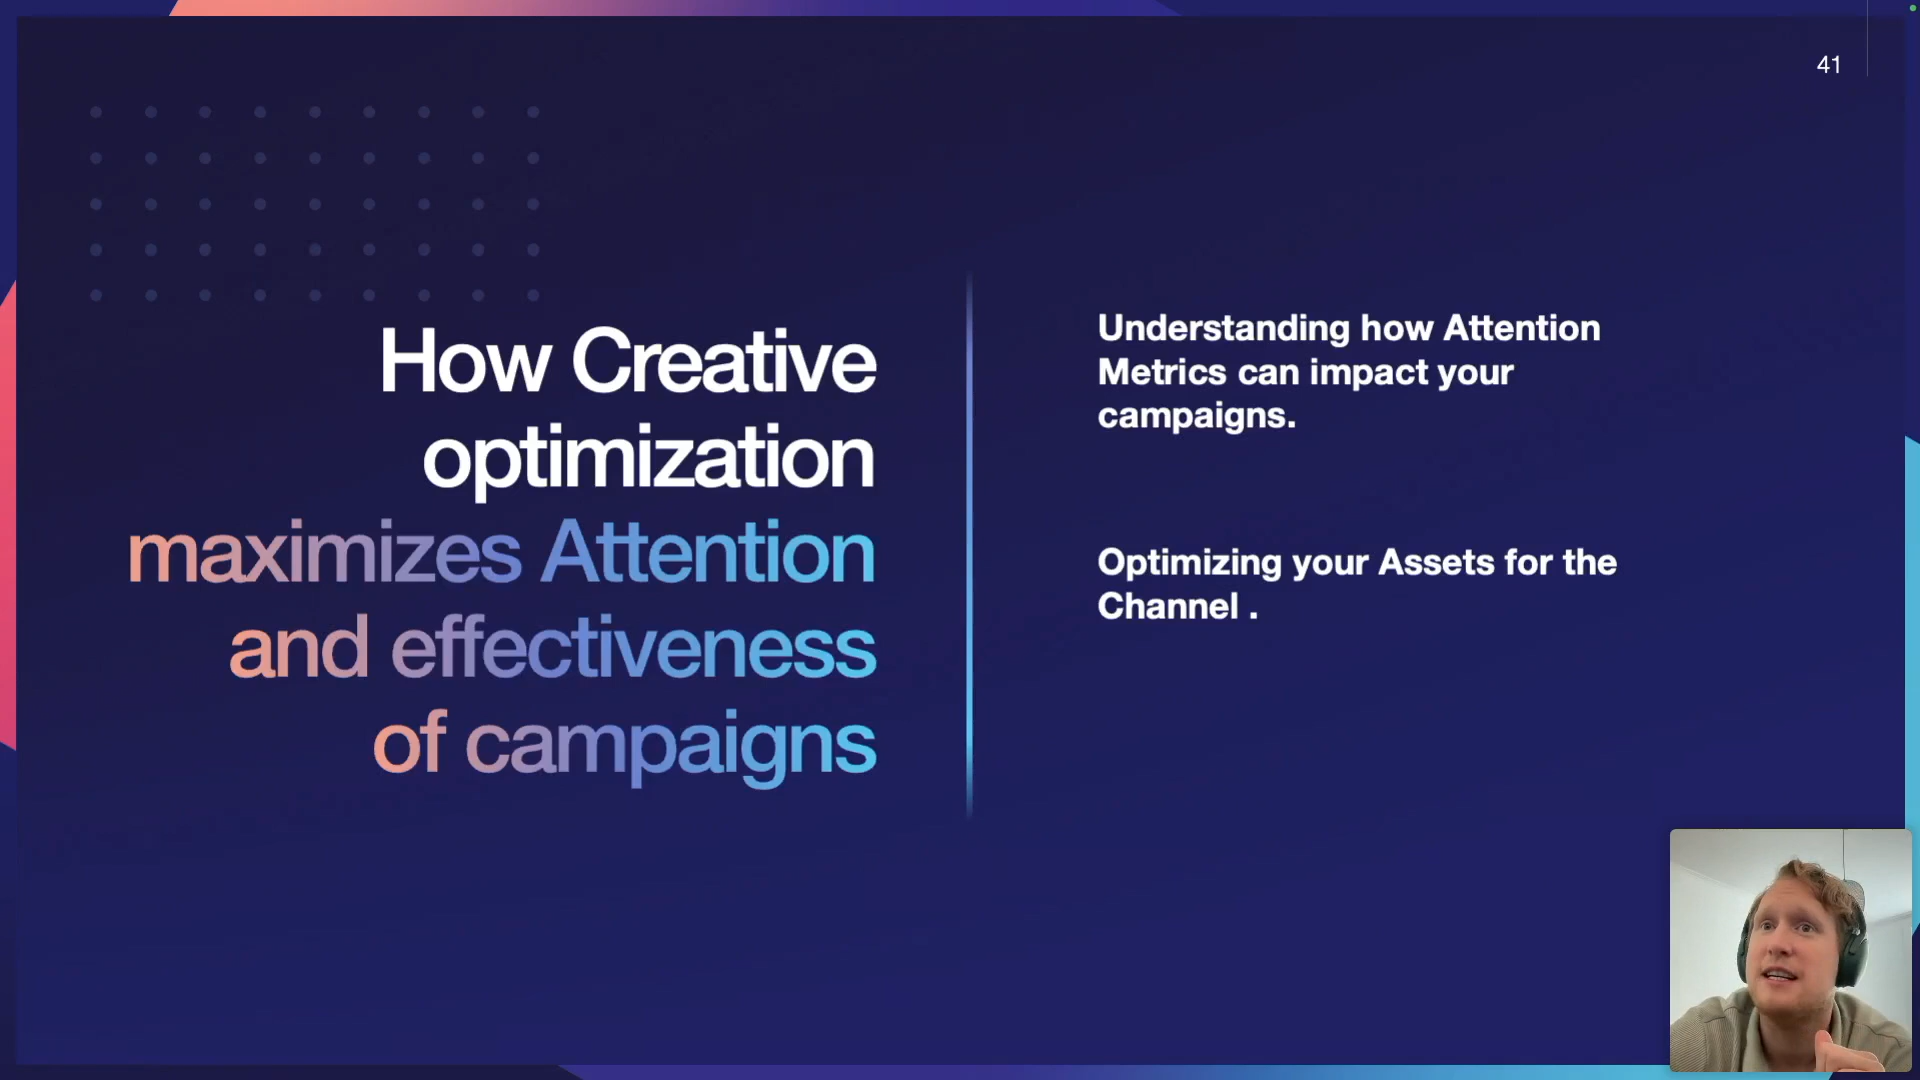 41
How Creative
optimization
maximizes Attention
and effectiveness
of campaigns
Understanding how Attention
Metrics can impact your
campaigns.
Optimizing your Assets for the
Channel .